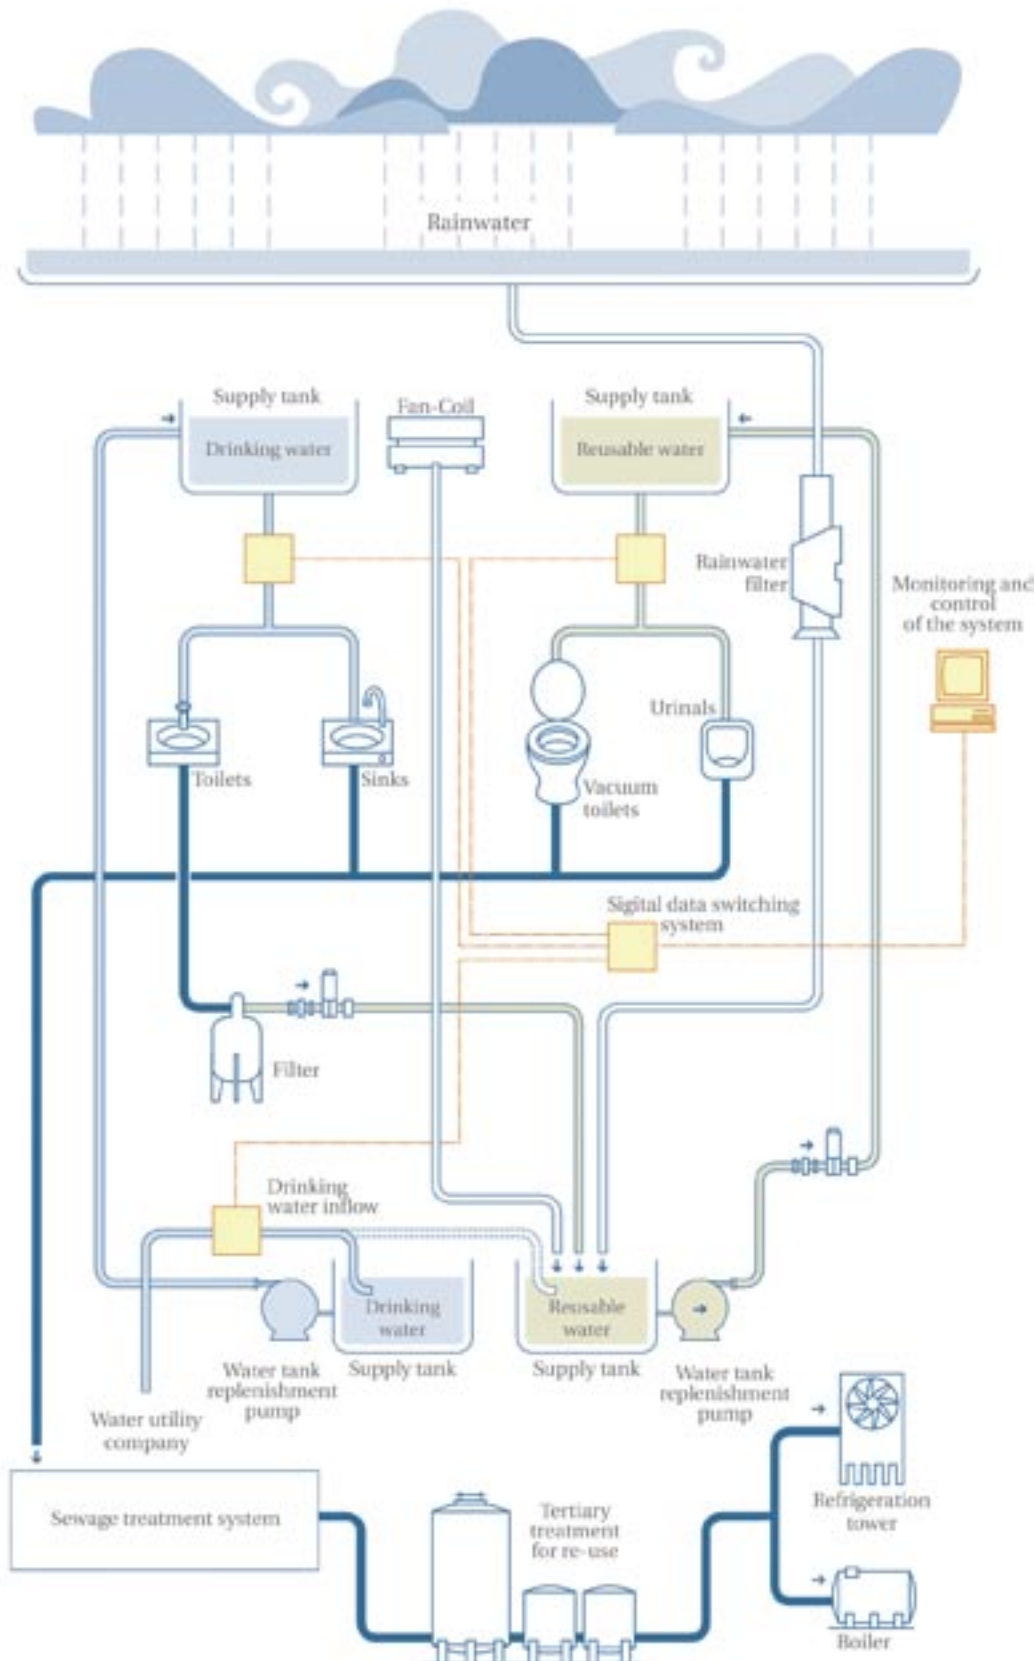 Rainwater
Supply tank
Drinking water
Fan-Coil
Supply tank
Reusable water
Rainwater
filter
Monitoring and
control
of the system
Toilets
Sinks
Vacuum
toilets
Urinals
Sigital data switching
system
Filter
Drinking
water inflow
Drinking
water
Supply tank
Reusable
water
Supply tank
Water tank
replenishment
pump
Water tank
replenishment
pump
Water utility
company
Sewage treatment system
Tertiary
treatment
for re-use
Refrigeration
tower
Boiler